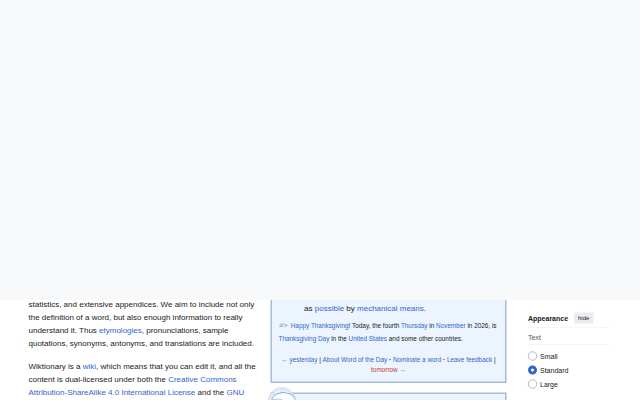 statistics, and extensive appendices. We aim to include not only
the definition of a word, but also enough information to really
understand it. Thus etymologies, pronunciations, sample
quotations, synonyms, antonyms, and translations are included.
Wiktionary is a wiki, which means that you can edit it, and all the
content is dual-licensed under both the Creative Commons
Attribution-ShareAlike 4.0 International License and the GNU
as possible by mechanical means.
Happy Thanksgiving! Today, the fourth Thursday in November in 2026, is
Thanksgiving Day in the United States and some other countries.
← yesterday | About Word of the Day • Nominate a word • Leave feedback |
tomorrow →
Appearance hide
Text
Small
Standard
Large